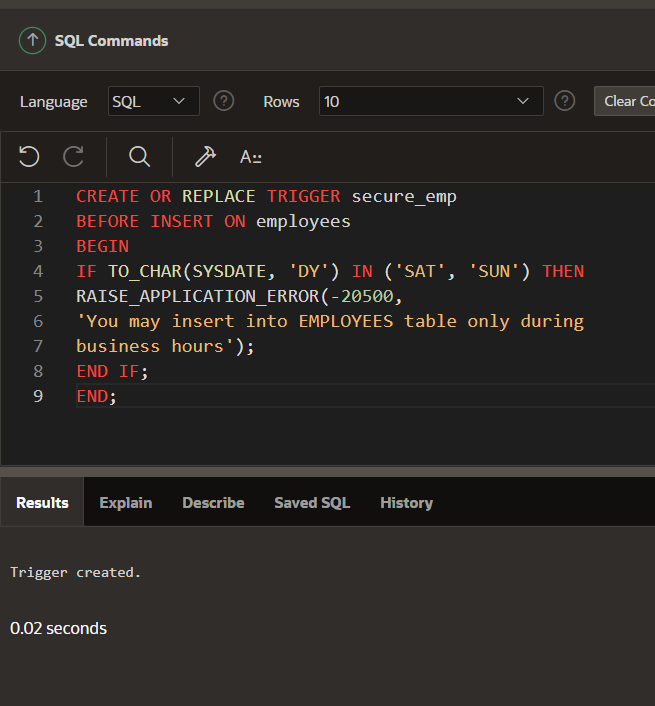 SQL Commands
Language SQL ? Rows 10 ? Clear Co
A::
1 CREATE OR REPLACE TRIGGER secure_emp
2 BEFORE INSERT ON employees
3 BEGIN
4 IF TO_CHAR(SYSDATE, 'DY') IN ('SAT', 'SUN') THEN
5 RAISE_APPLICATION_ERROR(-20500,
6 'You may insert into EMPLOYEES table only during
7 business hours');
8 END IF;
9 END;
Results Explain Describe Saved SQL History
Trigger created.
0.02 seconds